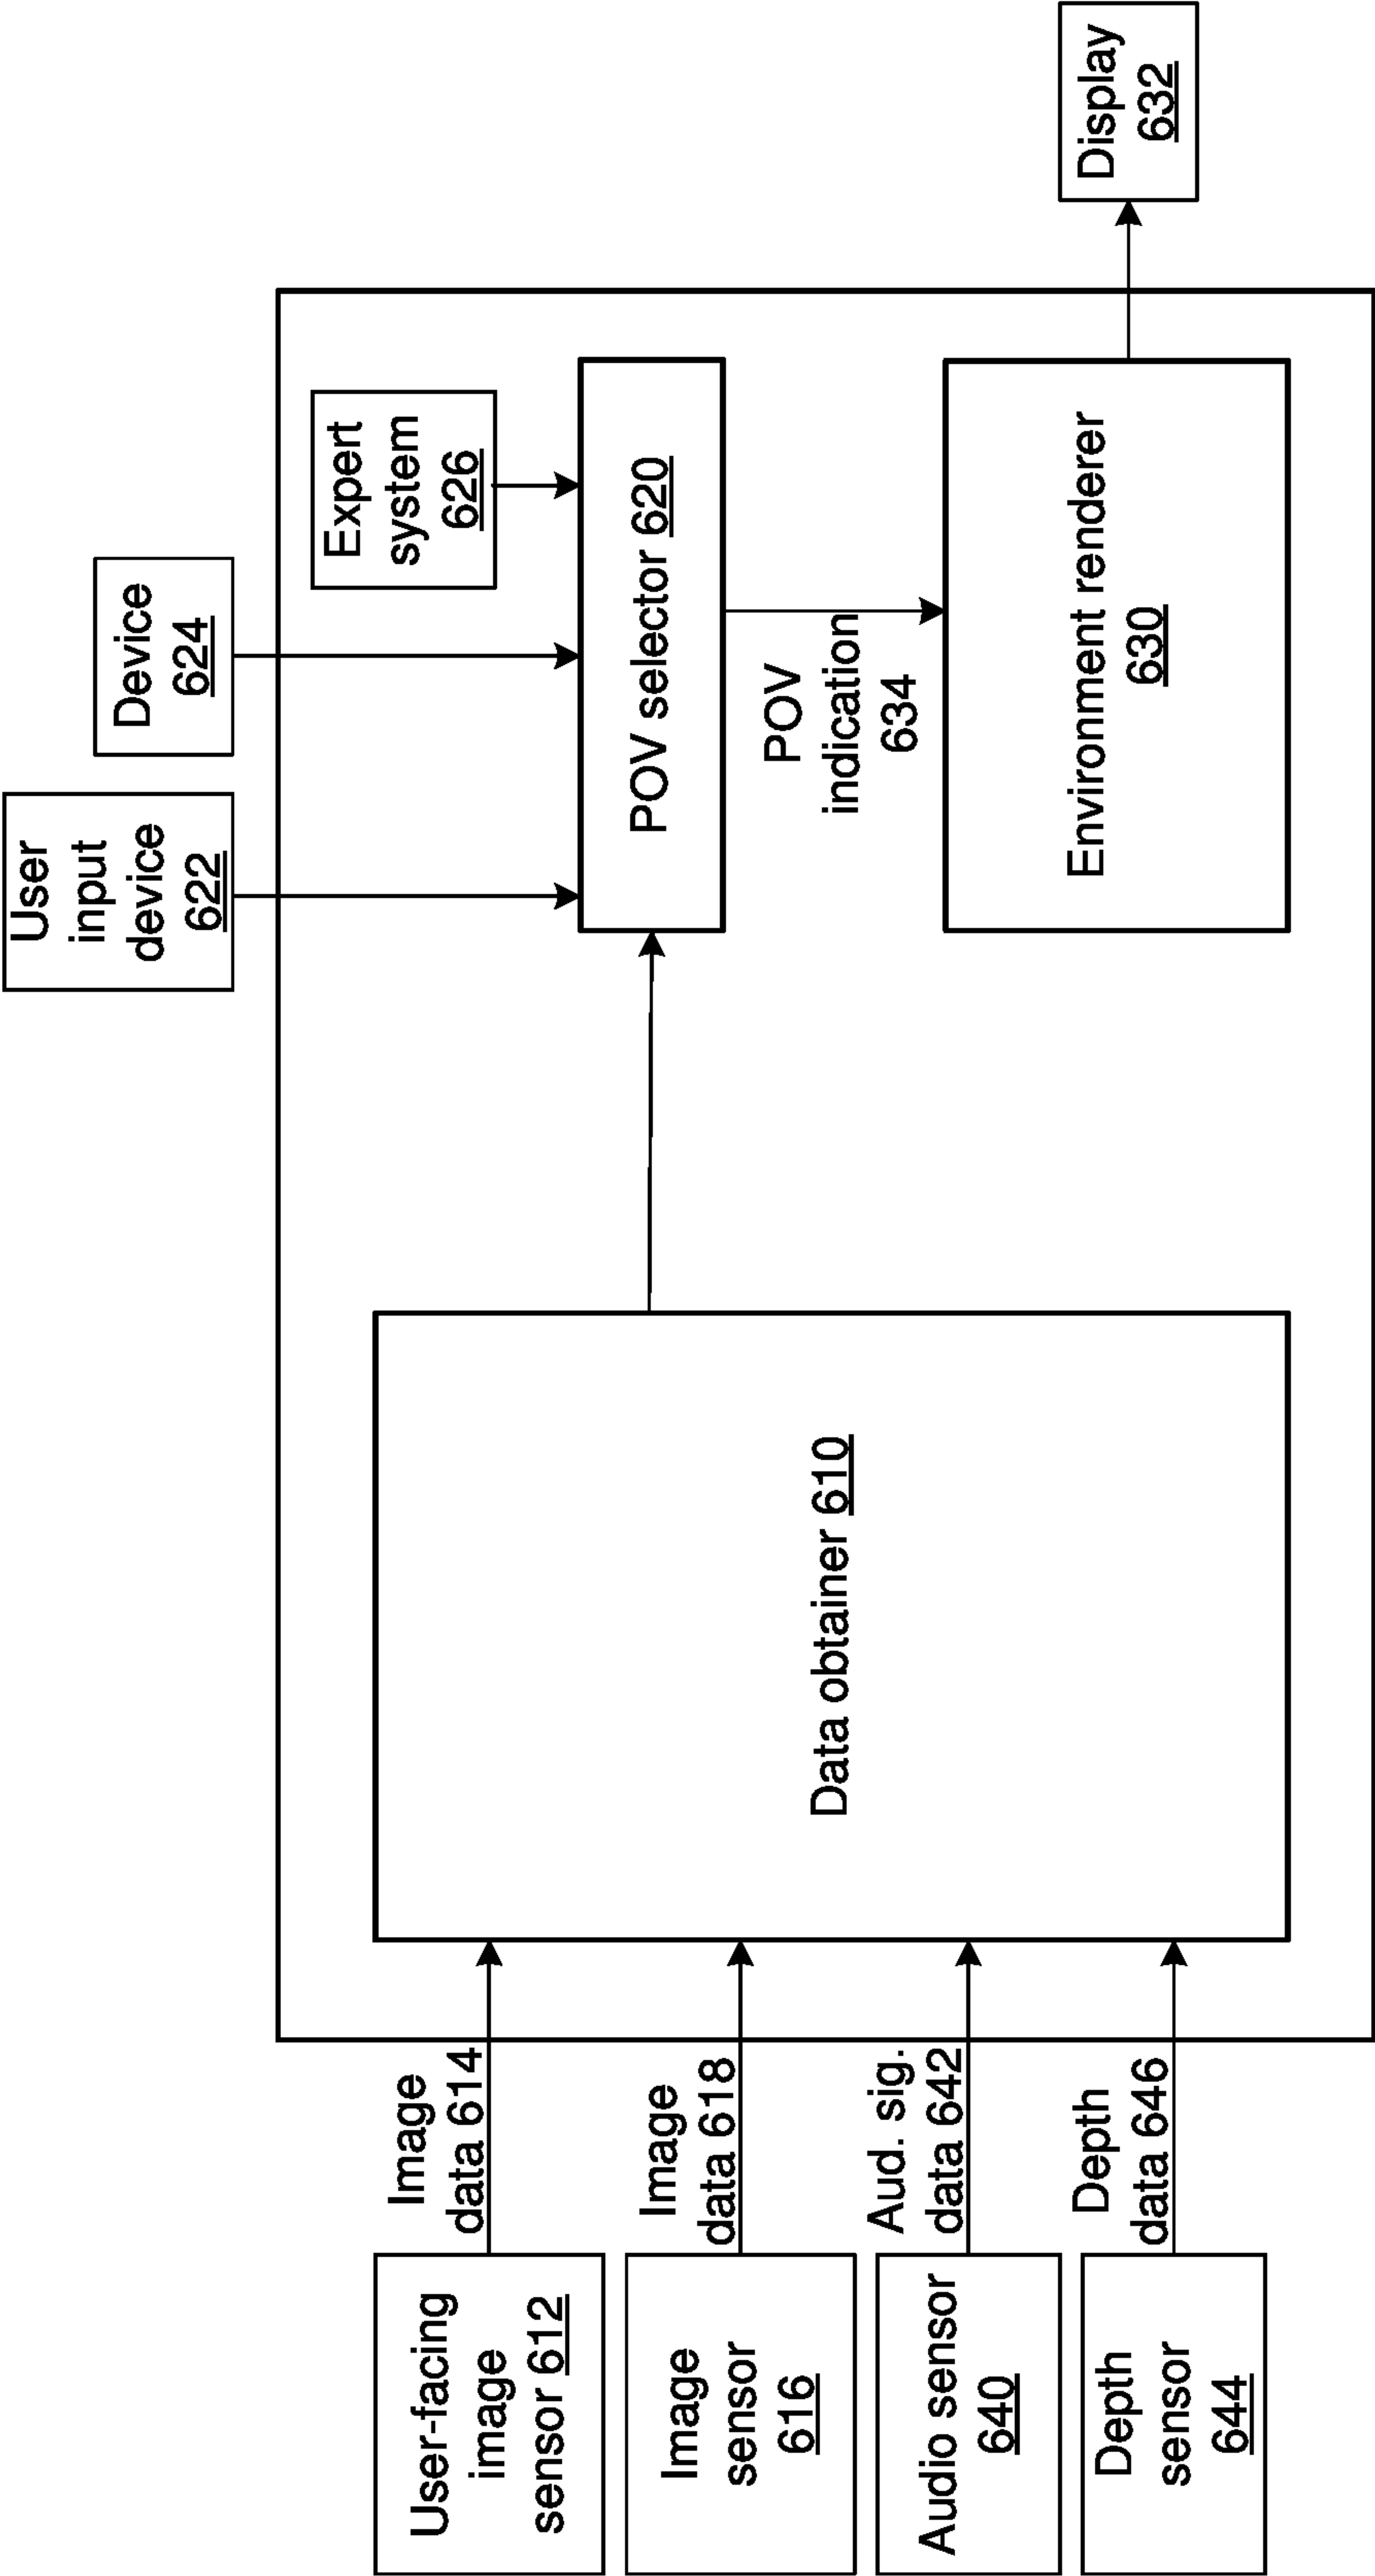 User
input
device
622
Device
624
Expert
system
626
User-facing
image
sensor 612
Image
data 614
Image
sensor
616
Image
data 618
Audio sensor
640
Aud. sig.
data 642
Depth
sensor
644
Depth
data 646
Data obtainer 610
POV selector 620
POV
indication
634
Environment renderer
630
Display
632